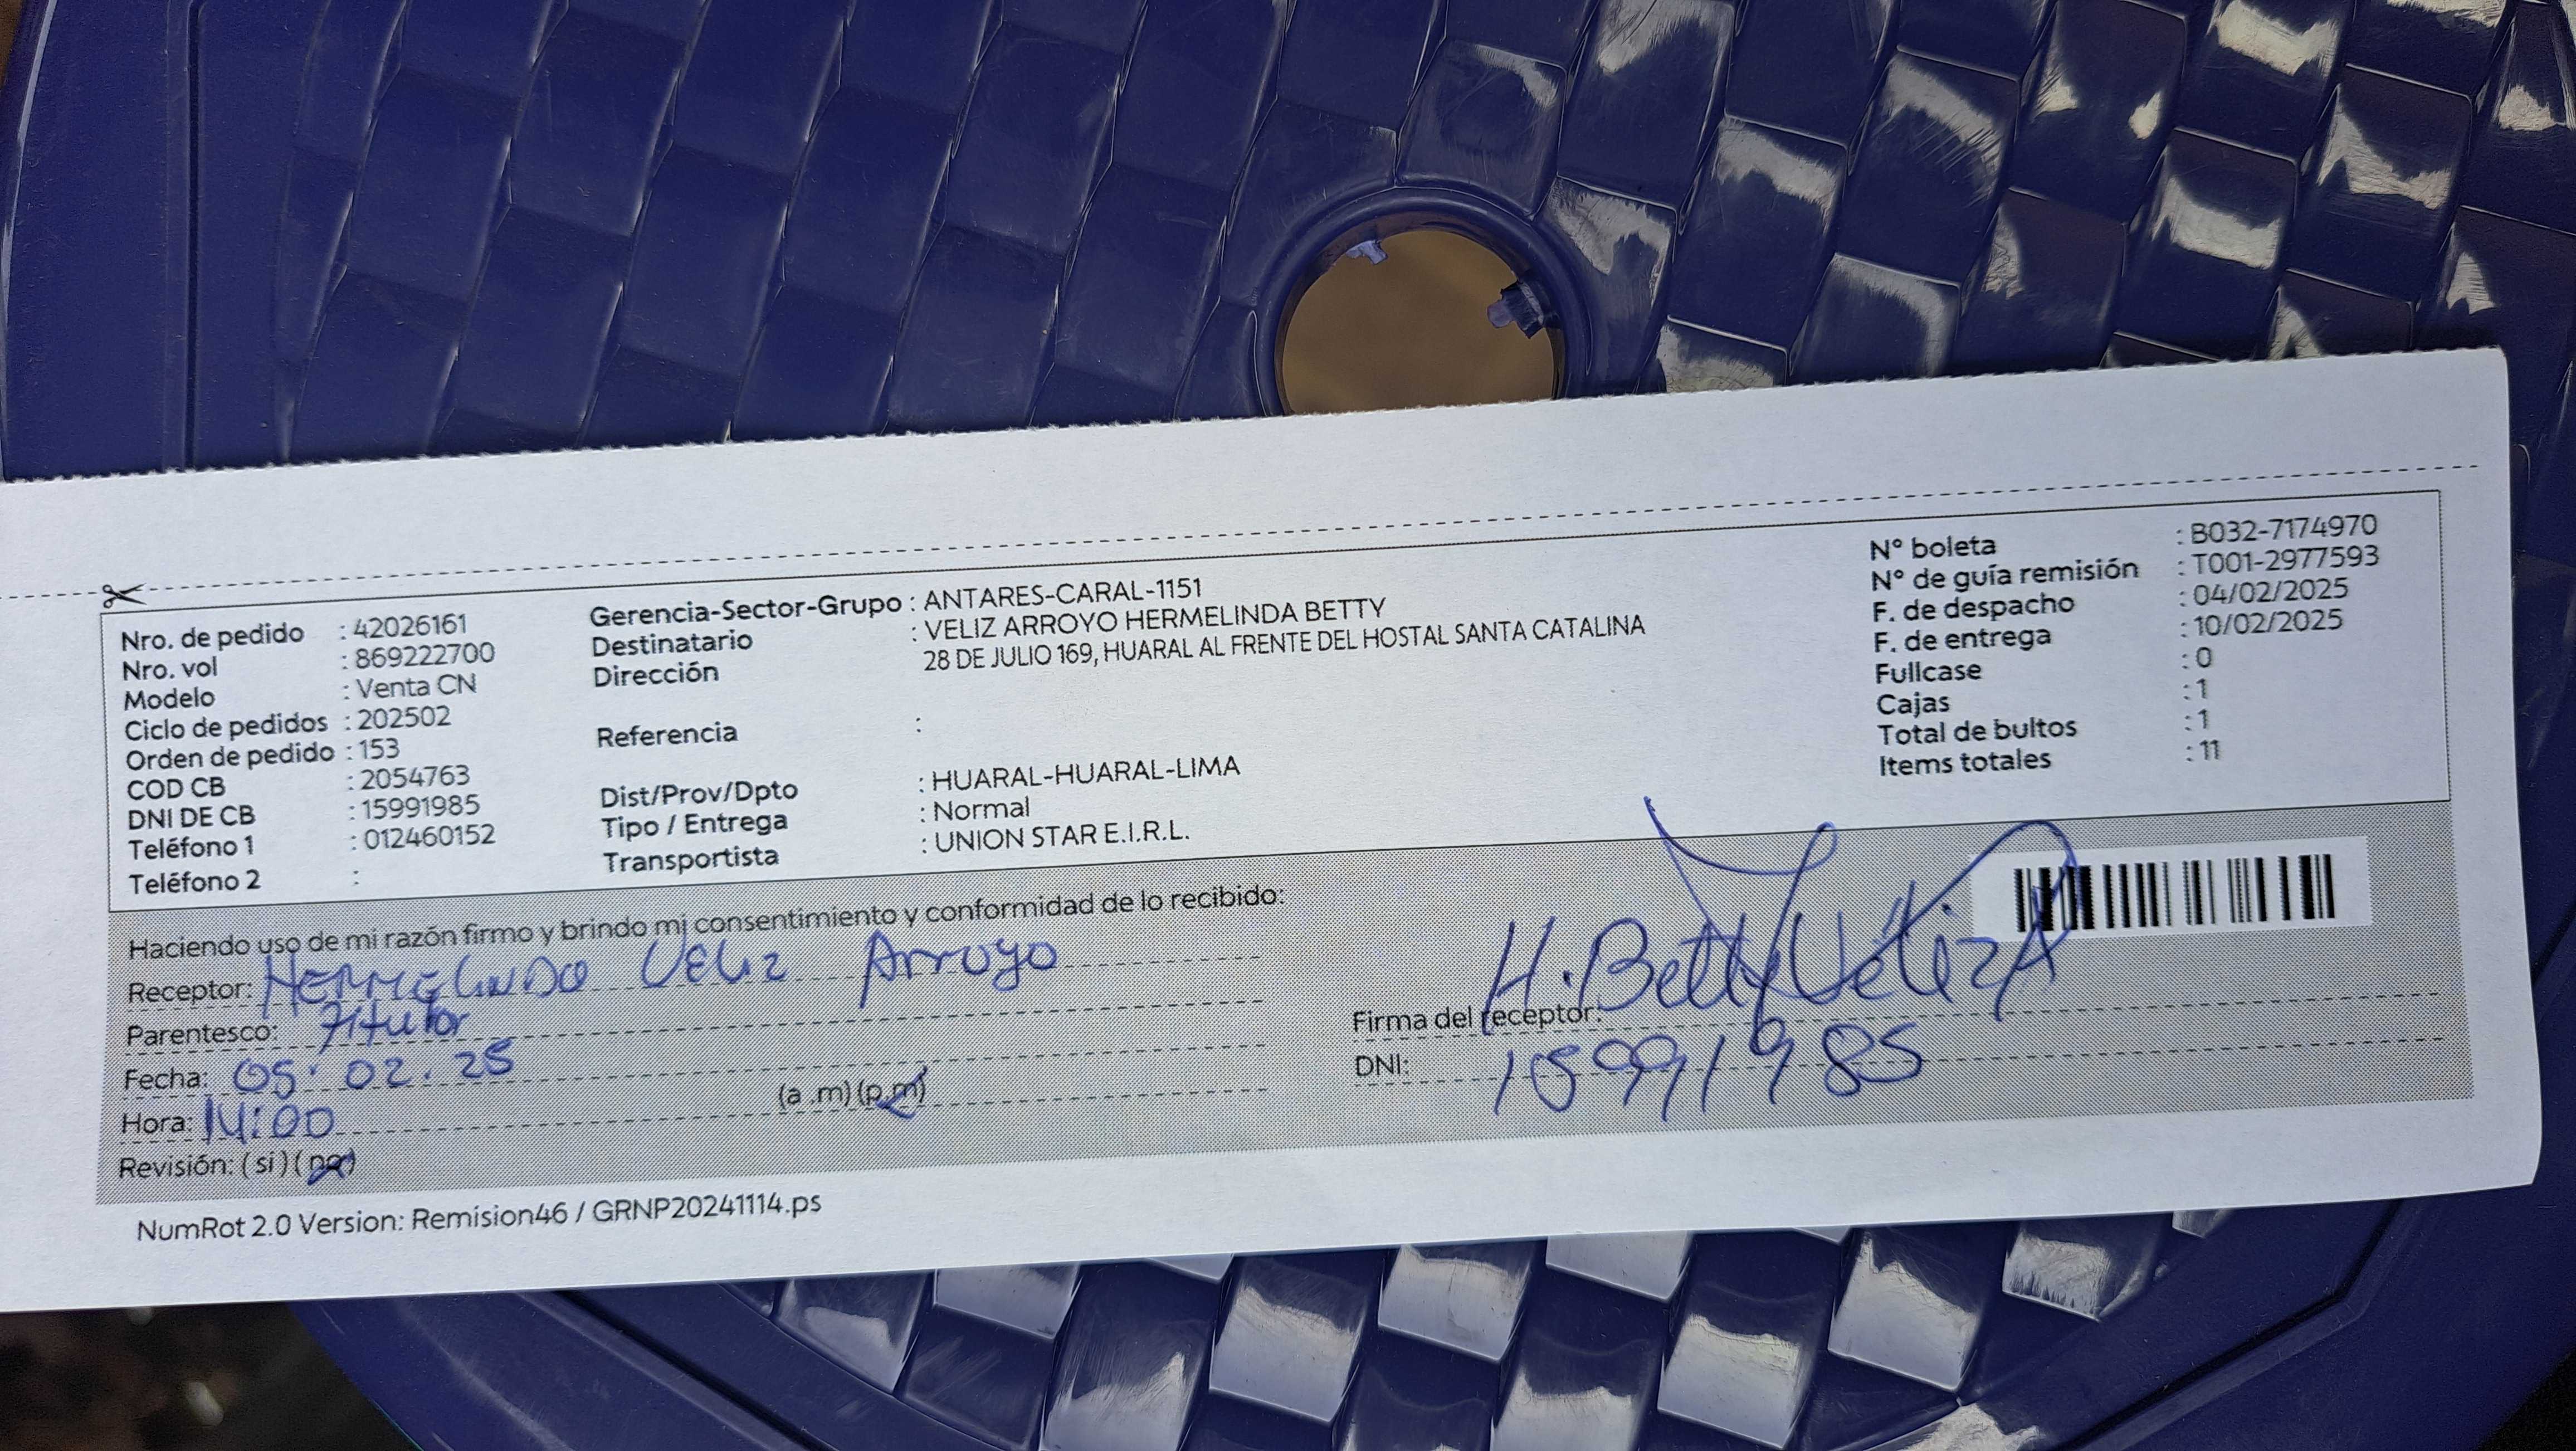 Nro. de pedido : 42026161
Nro. vol : 869222700
Modelo : Venta CN
Ciclo de pedidos : 202502
Orden de pedido : 153
COD CB : 2054763
DNI DE CB : 15991985
Teléfono 1 : 012460152
Teléfono 2 :
Gerencia-Sector-Grupo : ANTARES-CARAL-1151
Destinatario : VELIZ ARROYO HERMELINDA BETTY
Dirección 28 DE JULIO 169, HUARAL AL FRENTE DEL HOSTAL SANTA CATALINA
Referencia :
Dist/Prov/Dpto : HUARAL-HUARAL-LIMA
Tipo / Entrega : Normal
Transportista : UNION STAR E.I.R.L.
N° boleta : B032-7174970
N° de guía remisión : T001-2977593
F. de despacho : 04/02/2025
F. de entrega : 10/02/2025
Fullcase : 0
Cajas : 1
Total de bultos : 1
Items totales : 11
Haciendo uso de mi razón firmo y brindo mi consentimiento y conformidad de lo recibido:
Receptor: HERMELINDO VELIZ Arroyo
Parentesco: Titular
Fecha: 05.02.25
Hora: 14:00 (a .m) (p.m)
Revisión: (si) (no)
H. Betty Veliz A
Firma del receptor:
DNI: 15991985
NumRot 2.0 Version: Remision46 / GRNP20241114.ps